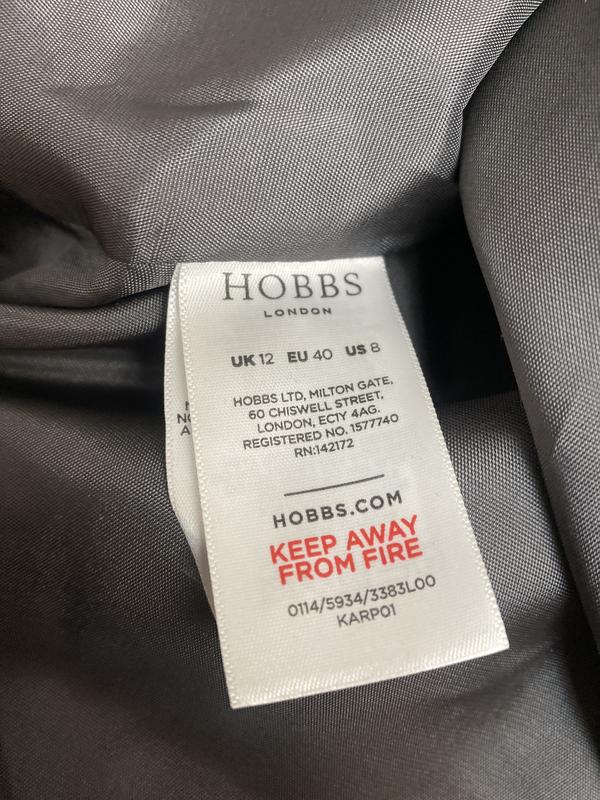 HOBBS
LONDON
UK 12 EU 40 US 8
HOBBS LTD, MILTON GATE,
60 CHISWELL STREET,
LONDON, ECTY 4AG.
REGISTERED NO. 1577740
RN:142172
HOBBS.COM
KEEP AWAY
FROM FIRE
0114/5934/3383L00
KARP01